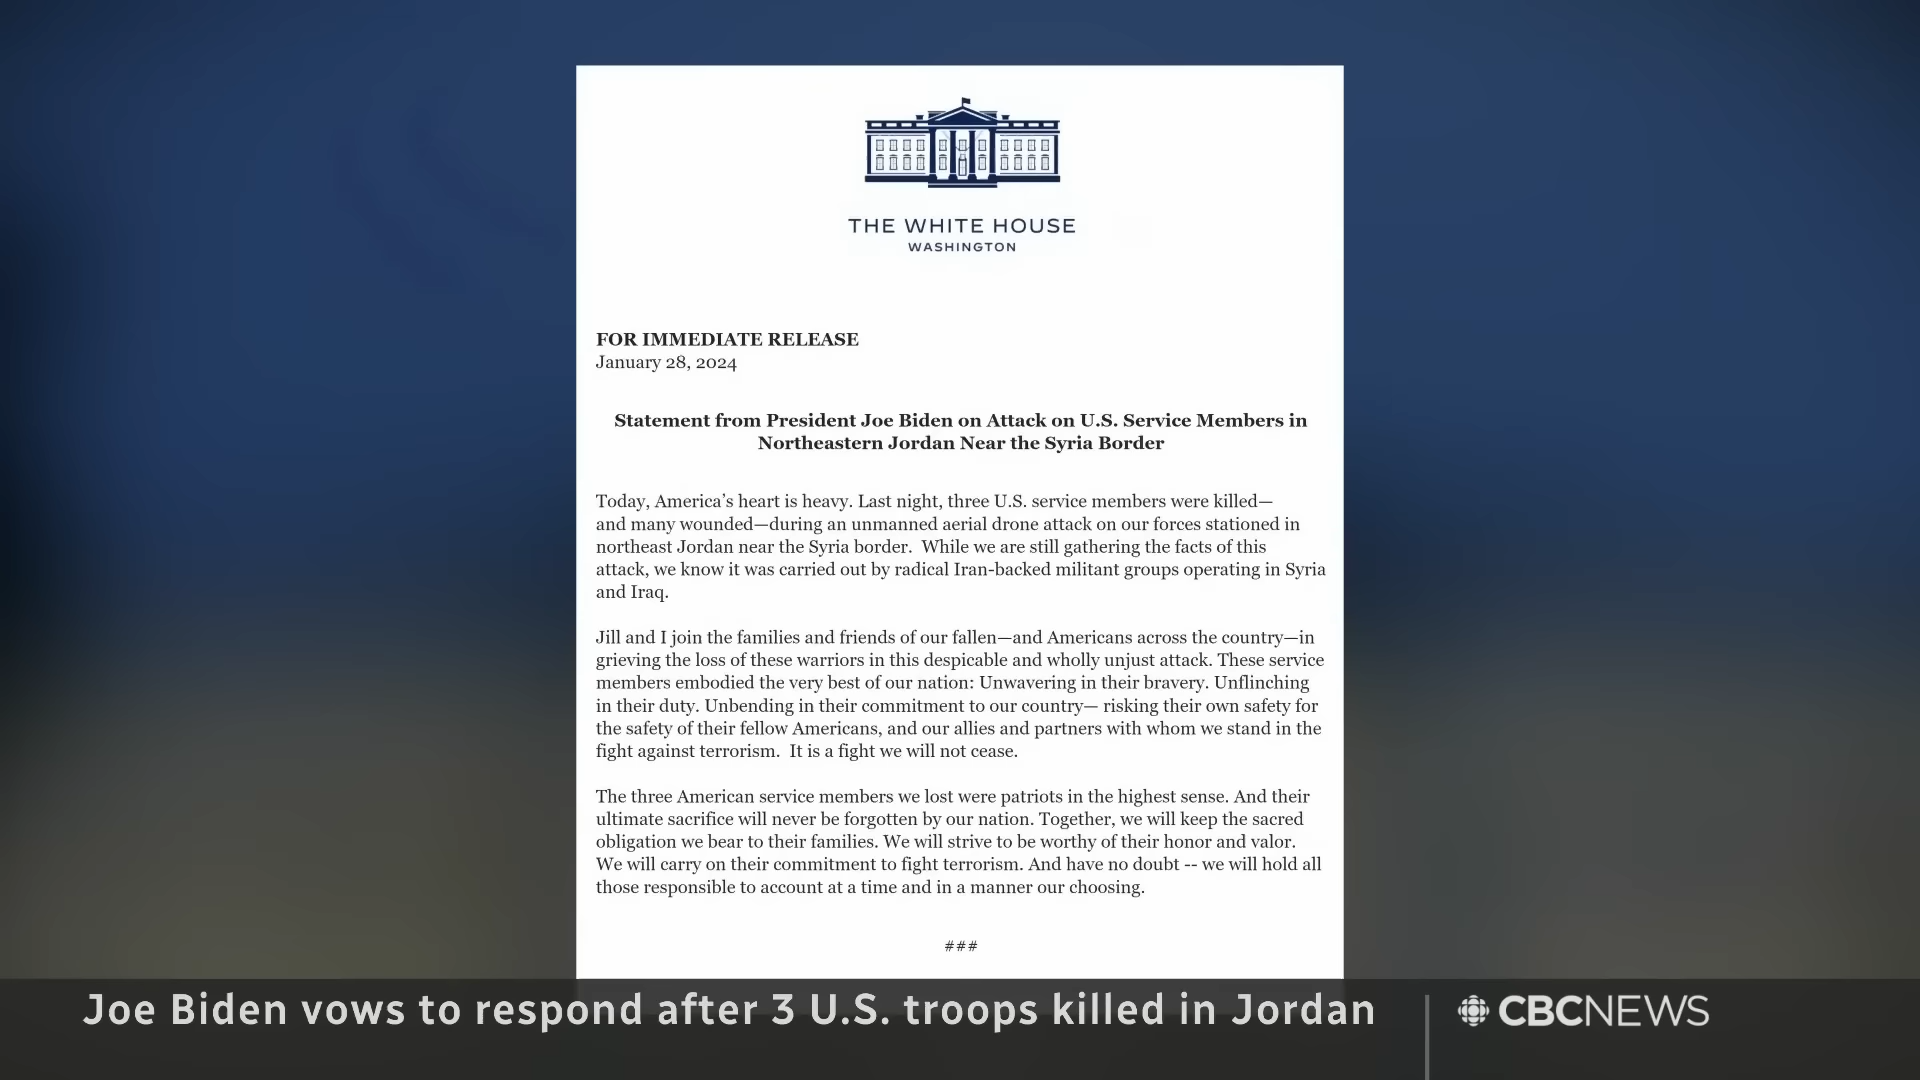 THE WHITE HOUSE
WASHINGTON
FOR IMMEDIATE RELEASE
January 28, 2024
Statement from President Joe Biden on Attack on U.S. Service Members in
Northeastern Jordan Near the Syria Border
Today, America’s heart is heavy. Last night, three U.S. service members were killed—
and many wounded—during an unmanned aerial drone attack on our forces stationed in
northeast Jordan near the Syria border.  While we are still gathering the facts of this
attack, we know it was carried out by radical Iran-backed militant groups operating in Syria
and Iraq.
Jill and I join the families and friends of our fallen—and Americans across the country—in
grieving the loss of these warriors in this despicable and wholly unjust attack. These service
members embodied the very best of our nation: Unwavering in their bravery. Unflinching
in their duty. Unbending in their commitment to our country— risking their own safety for
the safety of their fellow Americans, and our allies and partners with whom we stand in the
fight against terrorism.  It is a fight we will not cease.
The three American service members we lost were patriots in the highest sense. And their
ultimate sacrifice will never be forgotten by our nation. Together, we will keep the sacred
obligation we bear to their families. We will strive to be worthy of their honor and valor.
We will carry on their commitment to fight terrorism. And have no doubt -- we will hold all
those responsible to account at a time and in a manner our choosing.
###
Joe Biden vows to respond after 3 U.S. troops killed in Jordan
CBCNEWS